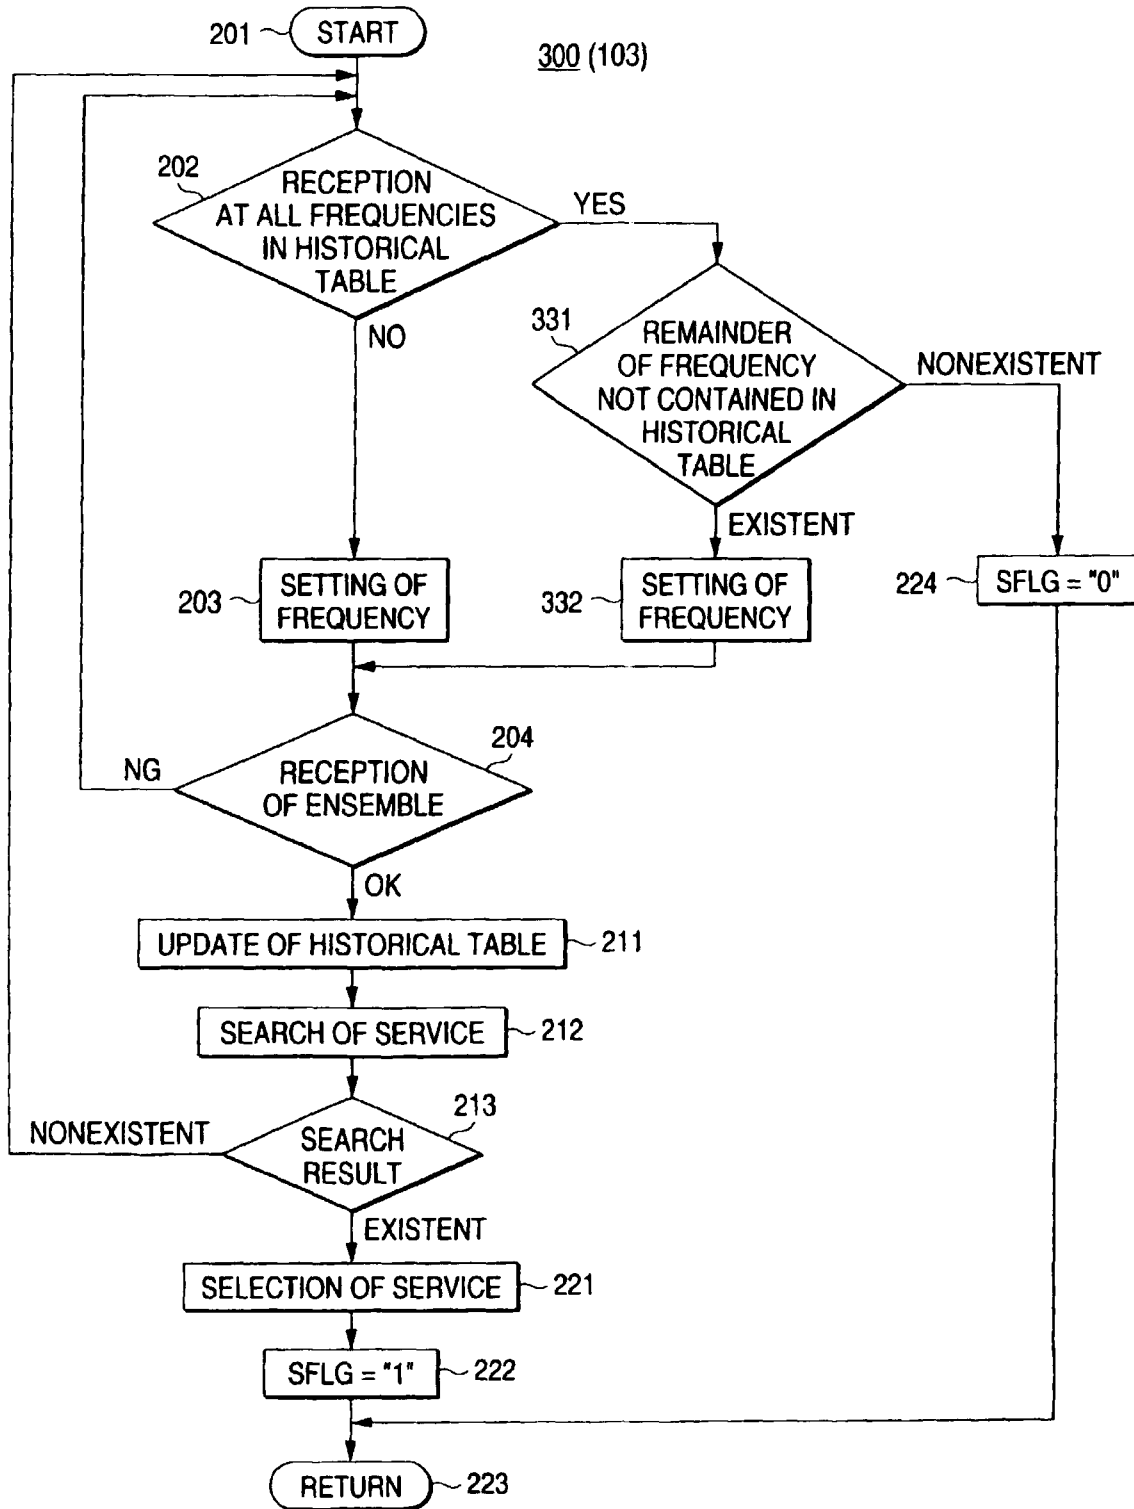 201
START
300 (103)
202
RECEPTION
AT ALL FREQUENCIES
IN HISTORICAL
TABLE
YES
NO
331
REMAINDER
OF FREQUENCY
NOT CONTAINED IN
HISTORICAL
TABLE
NONEXISTENT
EXISTENT
203
SETTING OF
FREQUENCY
332
SETTING OF
FREQUENCY
224
SFLG = "0"
204
NG
RECEPTION
OF ENSEMBLE
OK
UPDATE OF HISTORICAL TABLE
211
SEARCH OF SERVICE
212
213
NONEXISTENT
SEARCH
RESULT
EXISTENT
SELECTION OF SERVICE
221
SFLG = "1"
222
RETURN
223